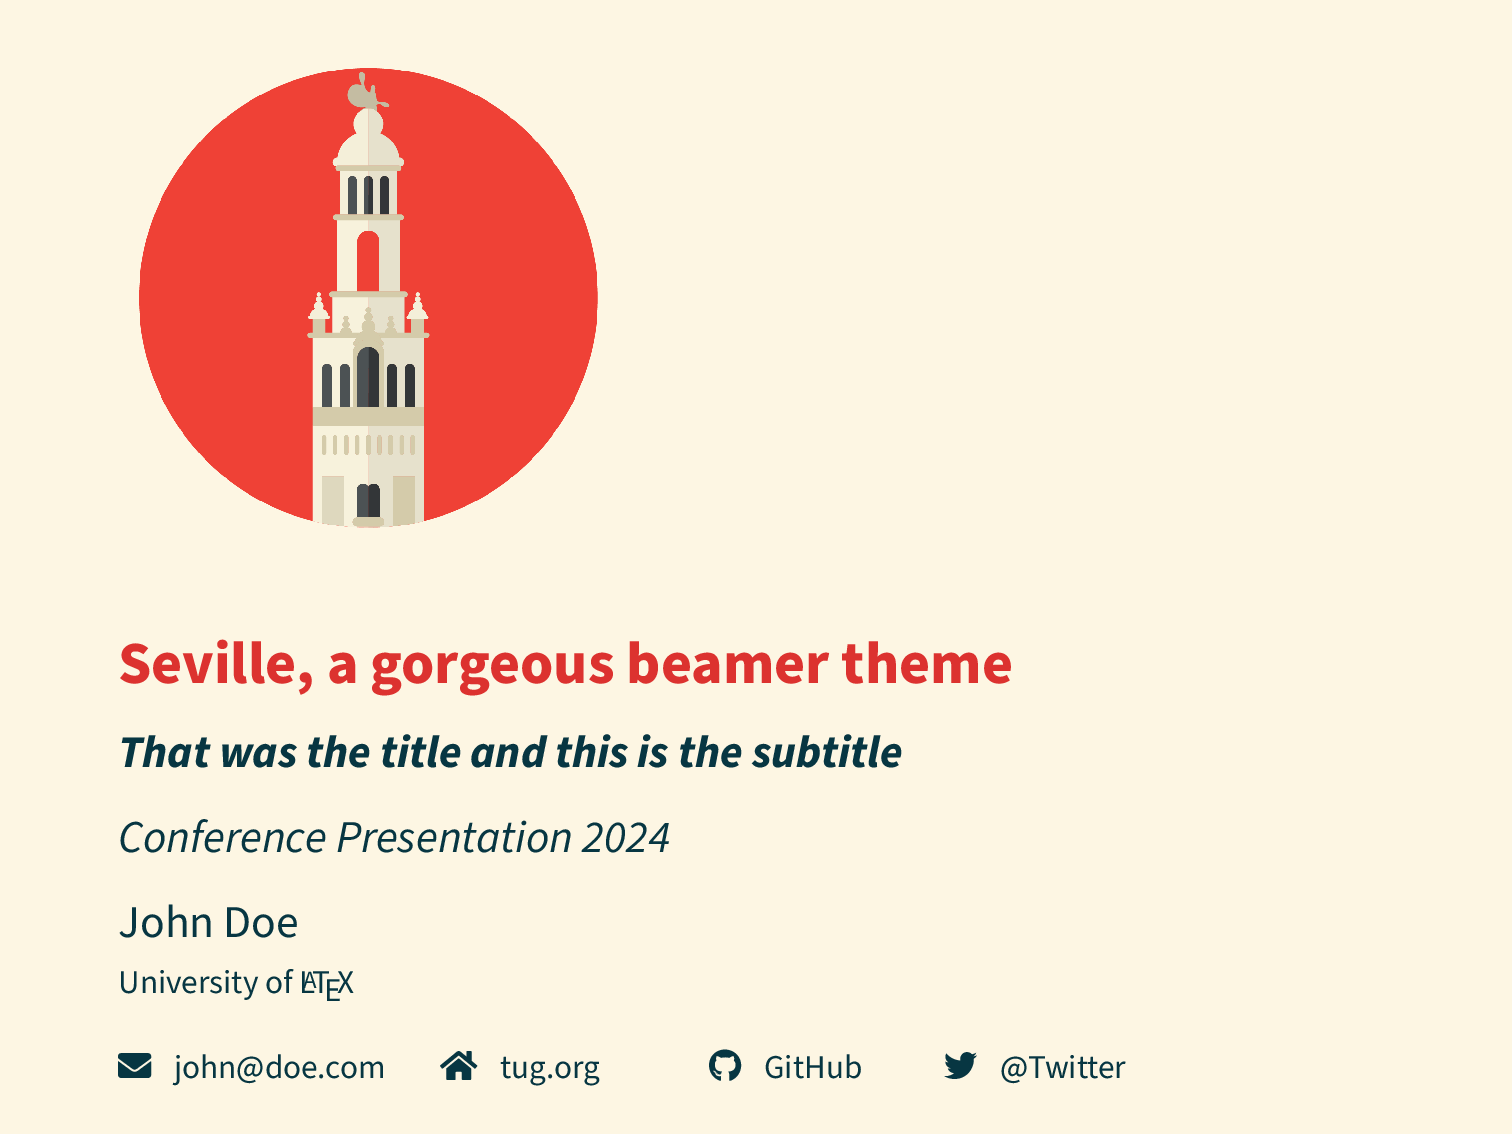 Seville, a gorgeous beamer theme
That was the title and this is the subtitle
Conference Presentation 2024
John Doe
University of LATEX
john@doe.com tug.org GitHub @Twitter